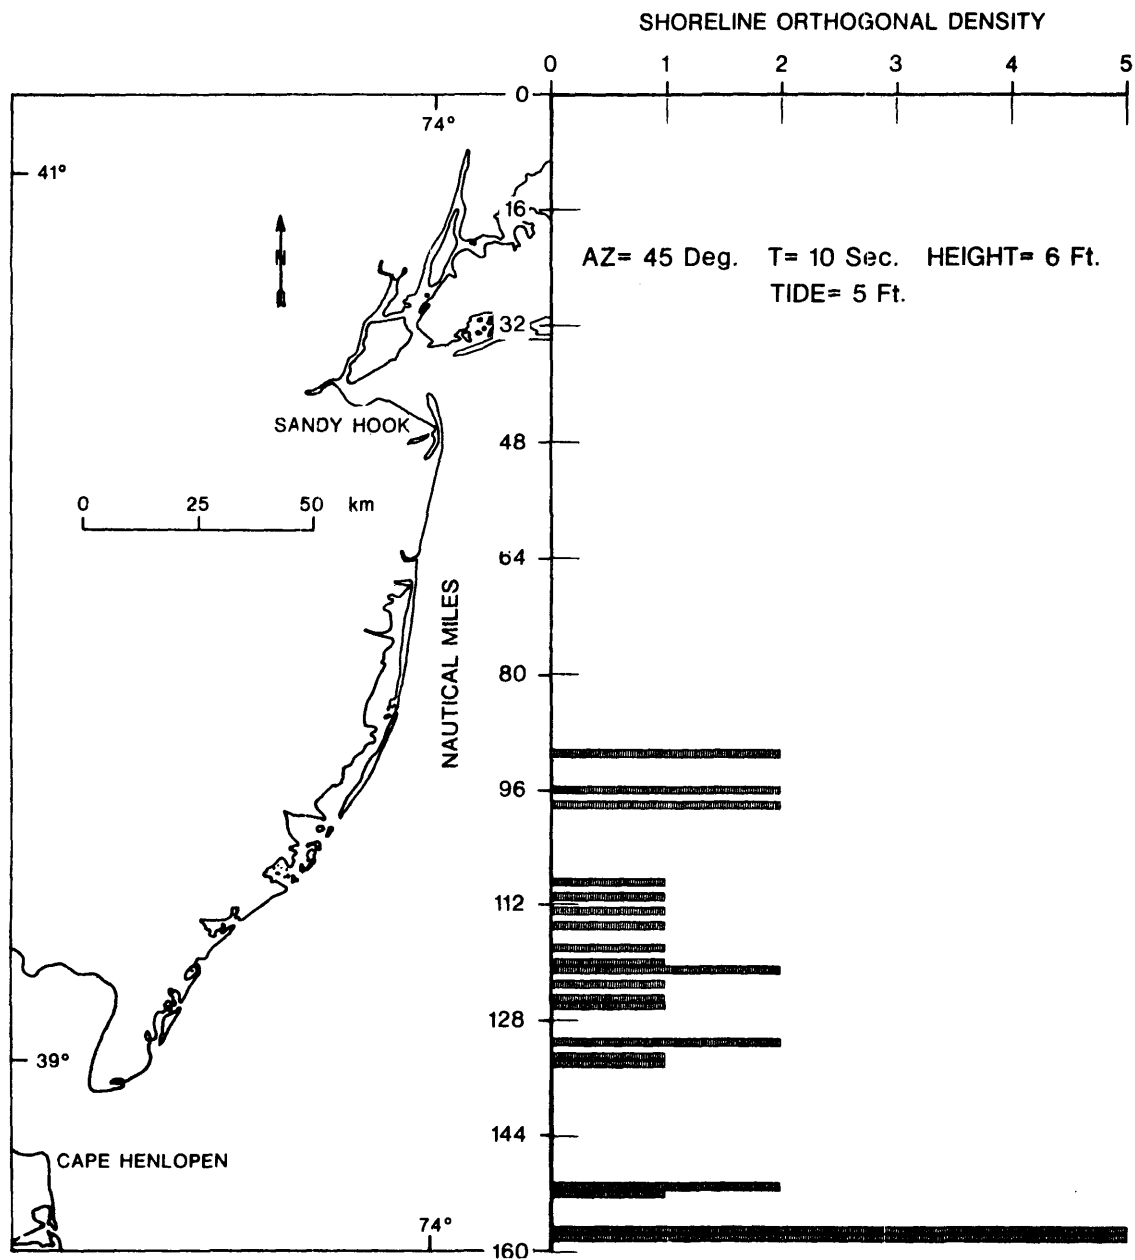 SHORELINE ORTHOGONAL DENSITY
0 1 2 3 4 5
0
74°
41°
16
N
AZ= 45 Deg. T= 10 Sec. HEIGHT= 6 Ft.
TIDE= 5 Ft.
32
SANDY HOOK
48
0 25 50 km
64
NAUTICAL MILES
80
96
112
128
39°
144
CAPE HENLOPEN
74°
160